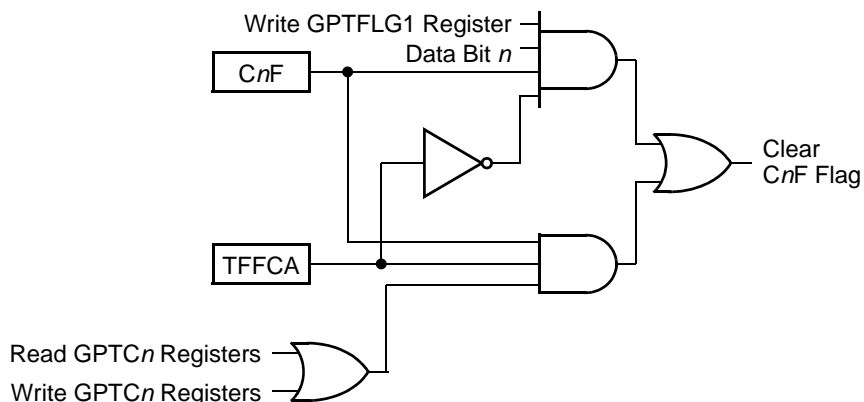 Write GPTFLG1 Register
Data Bit n
CnF
Clear
CnF Flag
TFFCA
Read GPTCn Registers
Write GPTCn Registers